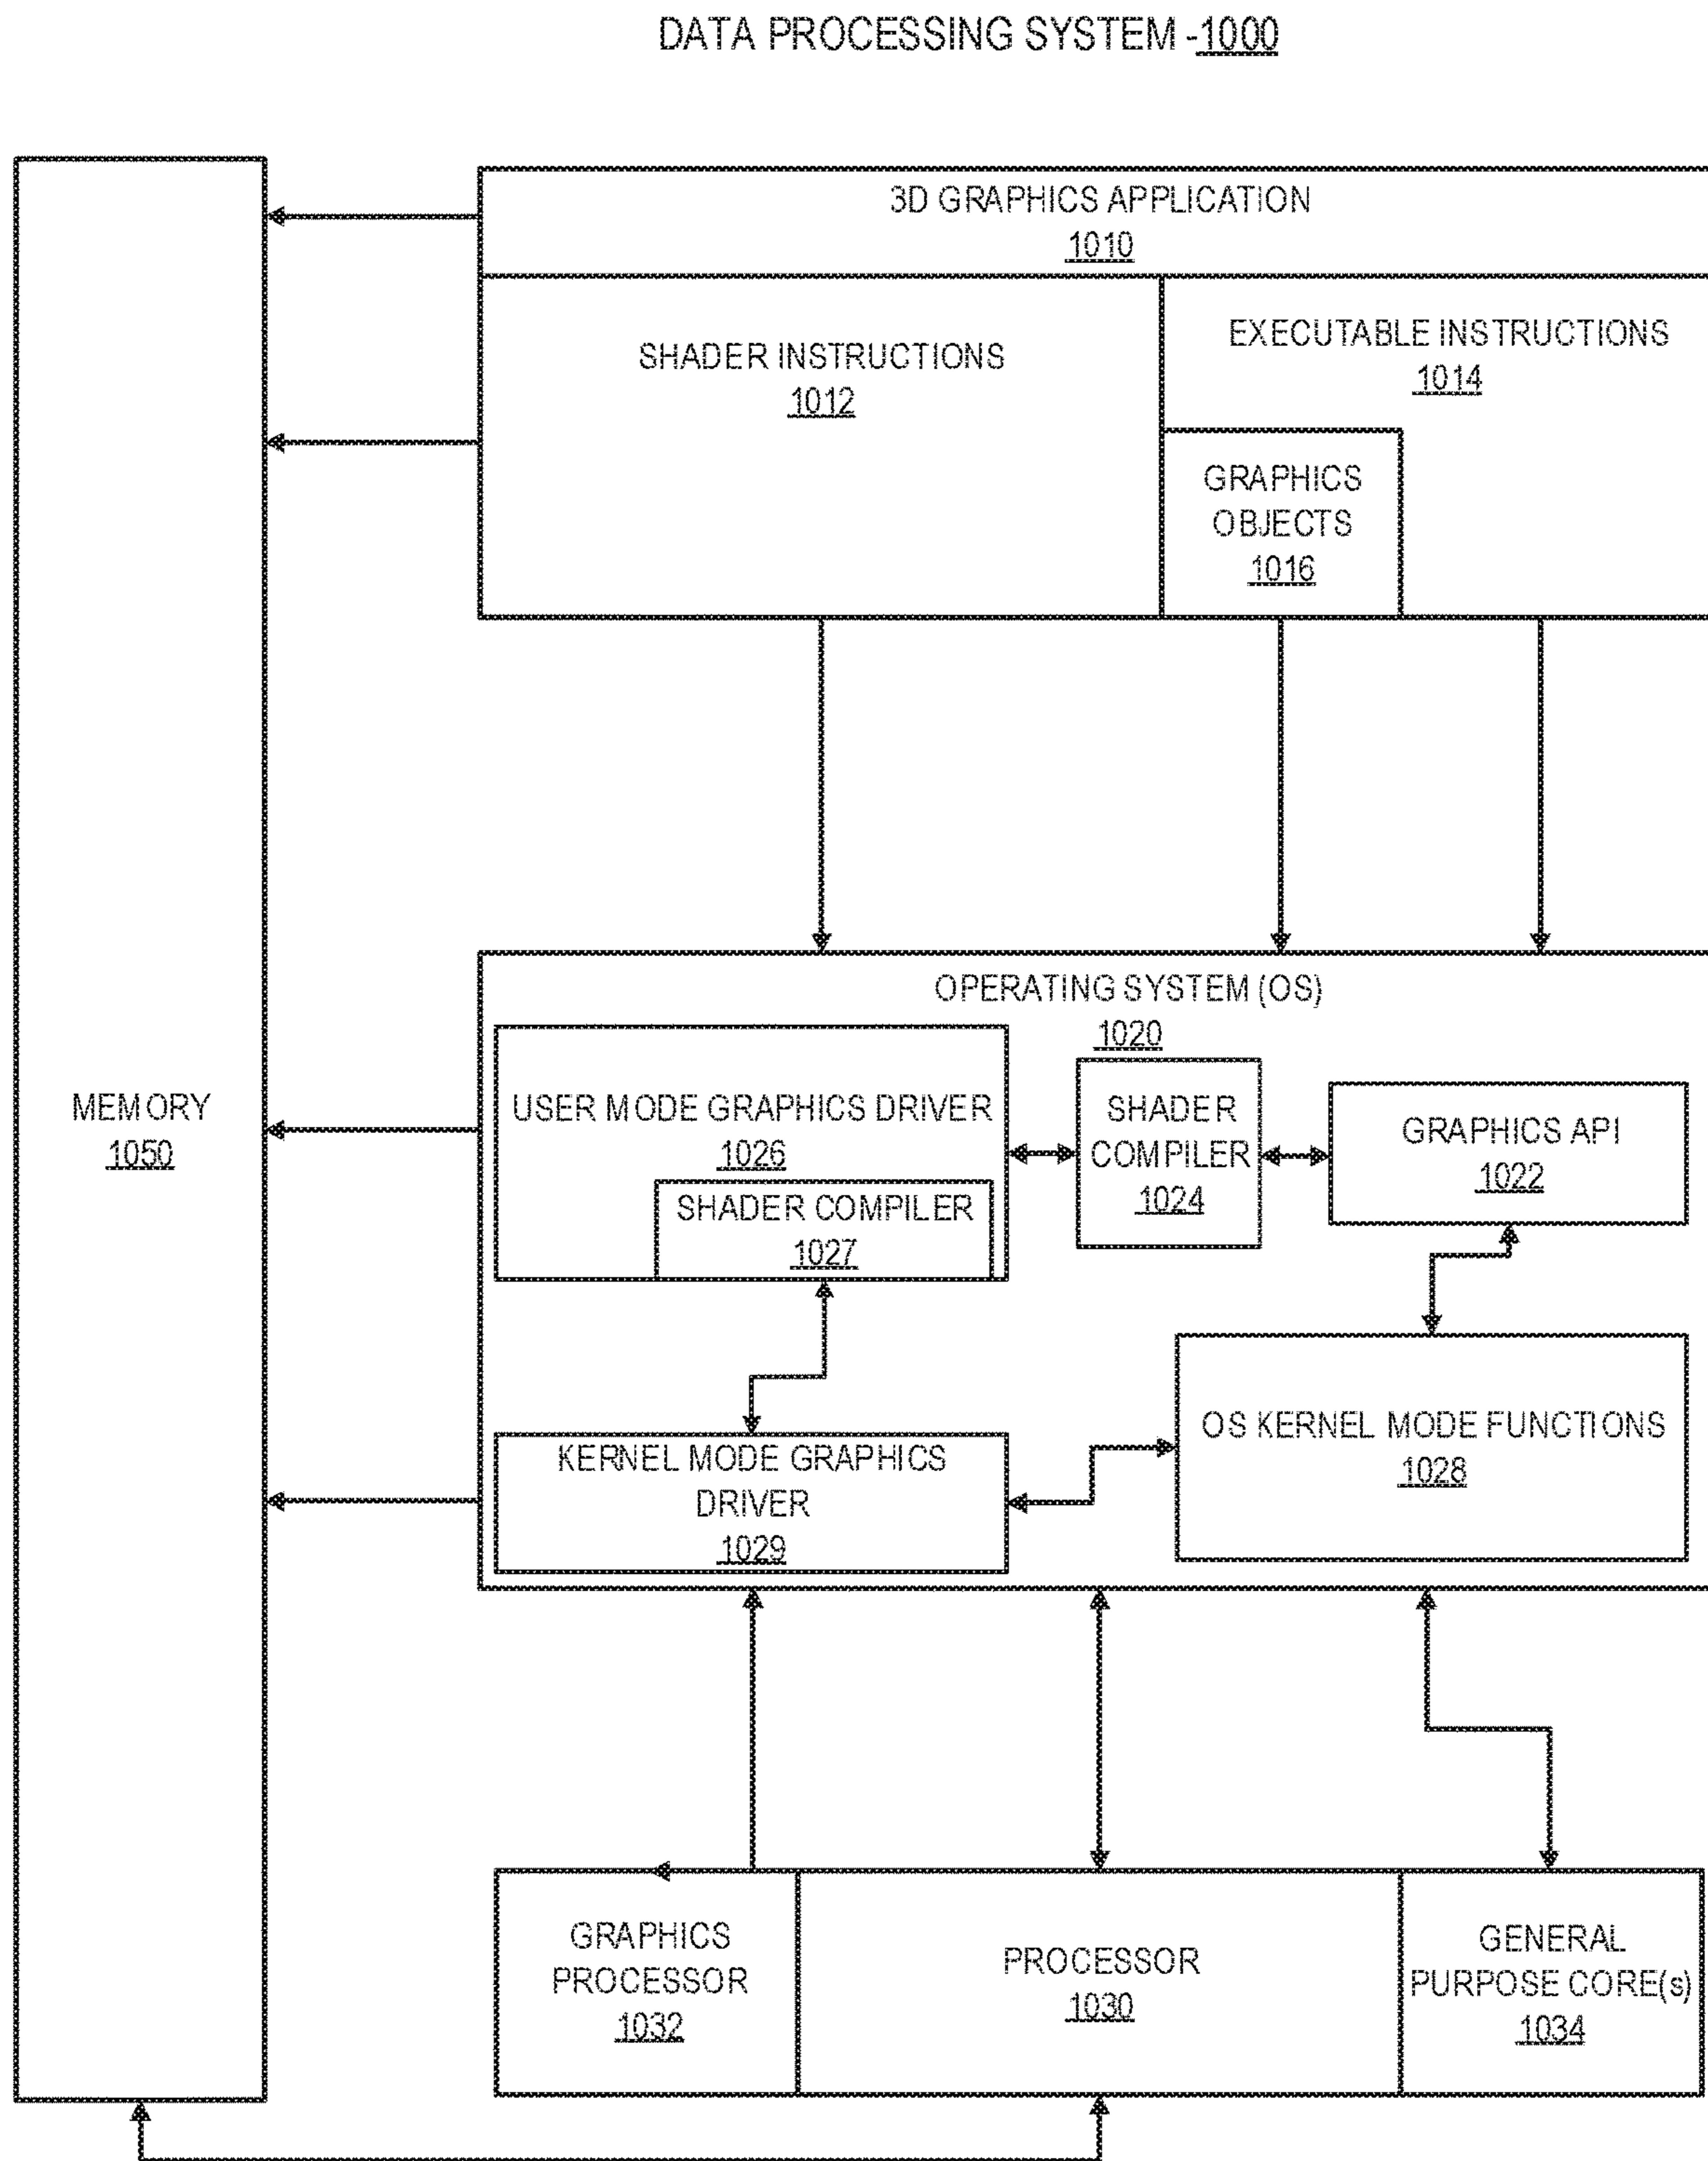 DATA PROCESSING SYSTEM -1000
3D GRAPHICS APPLICATION
1010
SHADER INSTRUCTIONS
1012
EXECUTABLE INSTRUCTIONS
1014
GRAPHICS
OBJECTS
1016
MEMORY
1050
OPERATING SYSTEM (OS)
1020
USER MODE GRAPHICS DRIVER
1026
SHADER COMPILER
1027
SHADER
COMPILER
1024
GRAPHICS API
1022
KERNEL MODE GRAPHICS
DRIVER
1029
OS KERNEL MODE FUNCTIONS
1028
GRAPHICS
PROCESSOR
1032
PROCESSOR
1030
GENERAL
PURPOSE CORE(s)
1034